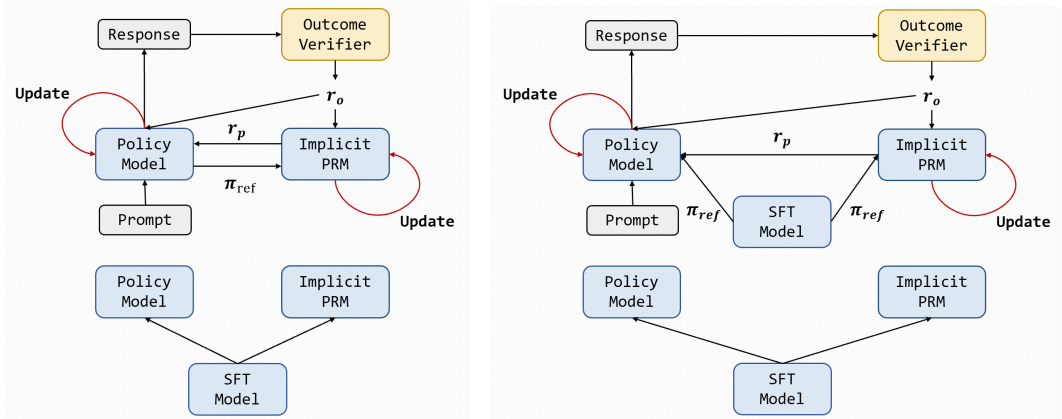 Response
Outcome
Verifier
Update
r_o
Policy
Model
r_p
π_ref
Implicit
PRM
Prompt
Update
Policy
Model
Implicit
PRM
SFT
Model
Response
Outcome
Verifier
Update
r_o
Policy
Model
r_p
Implicit
PRM
Prompt
π_ref
SFT
Model
π_ref
Update
Policy
Model
Implicit
PRM
SFT
Model